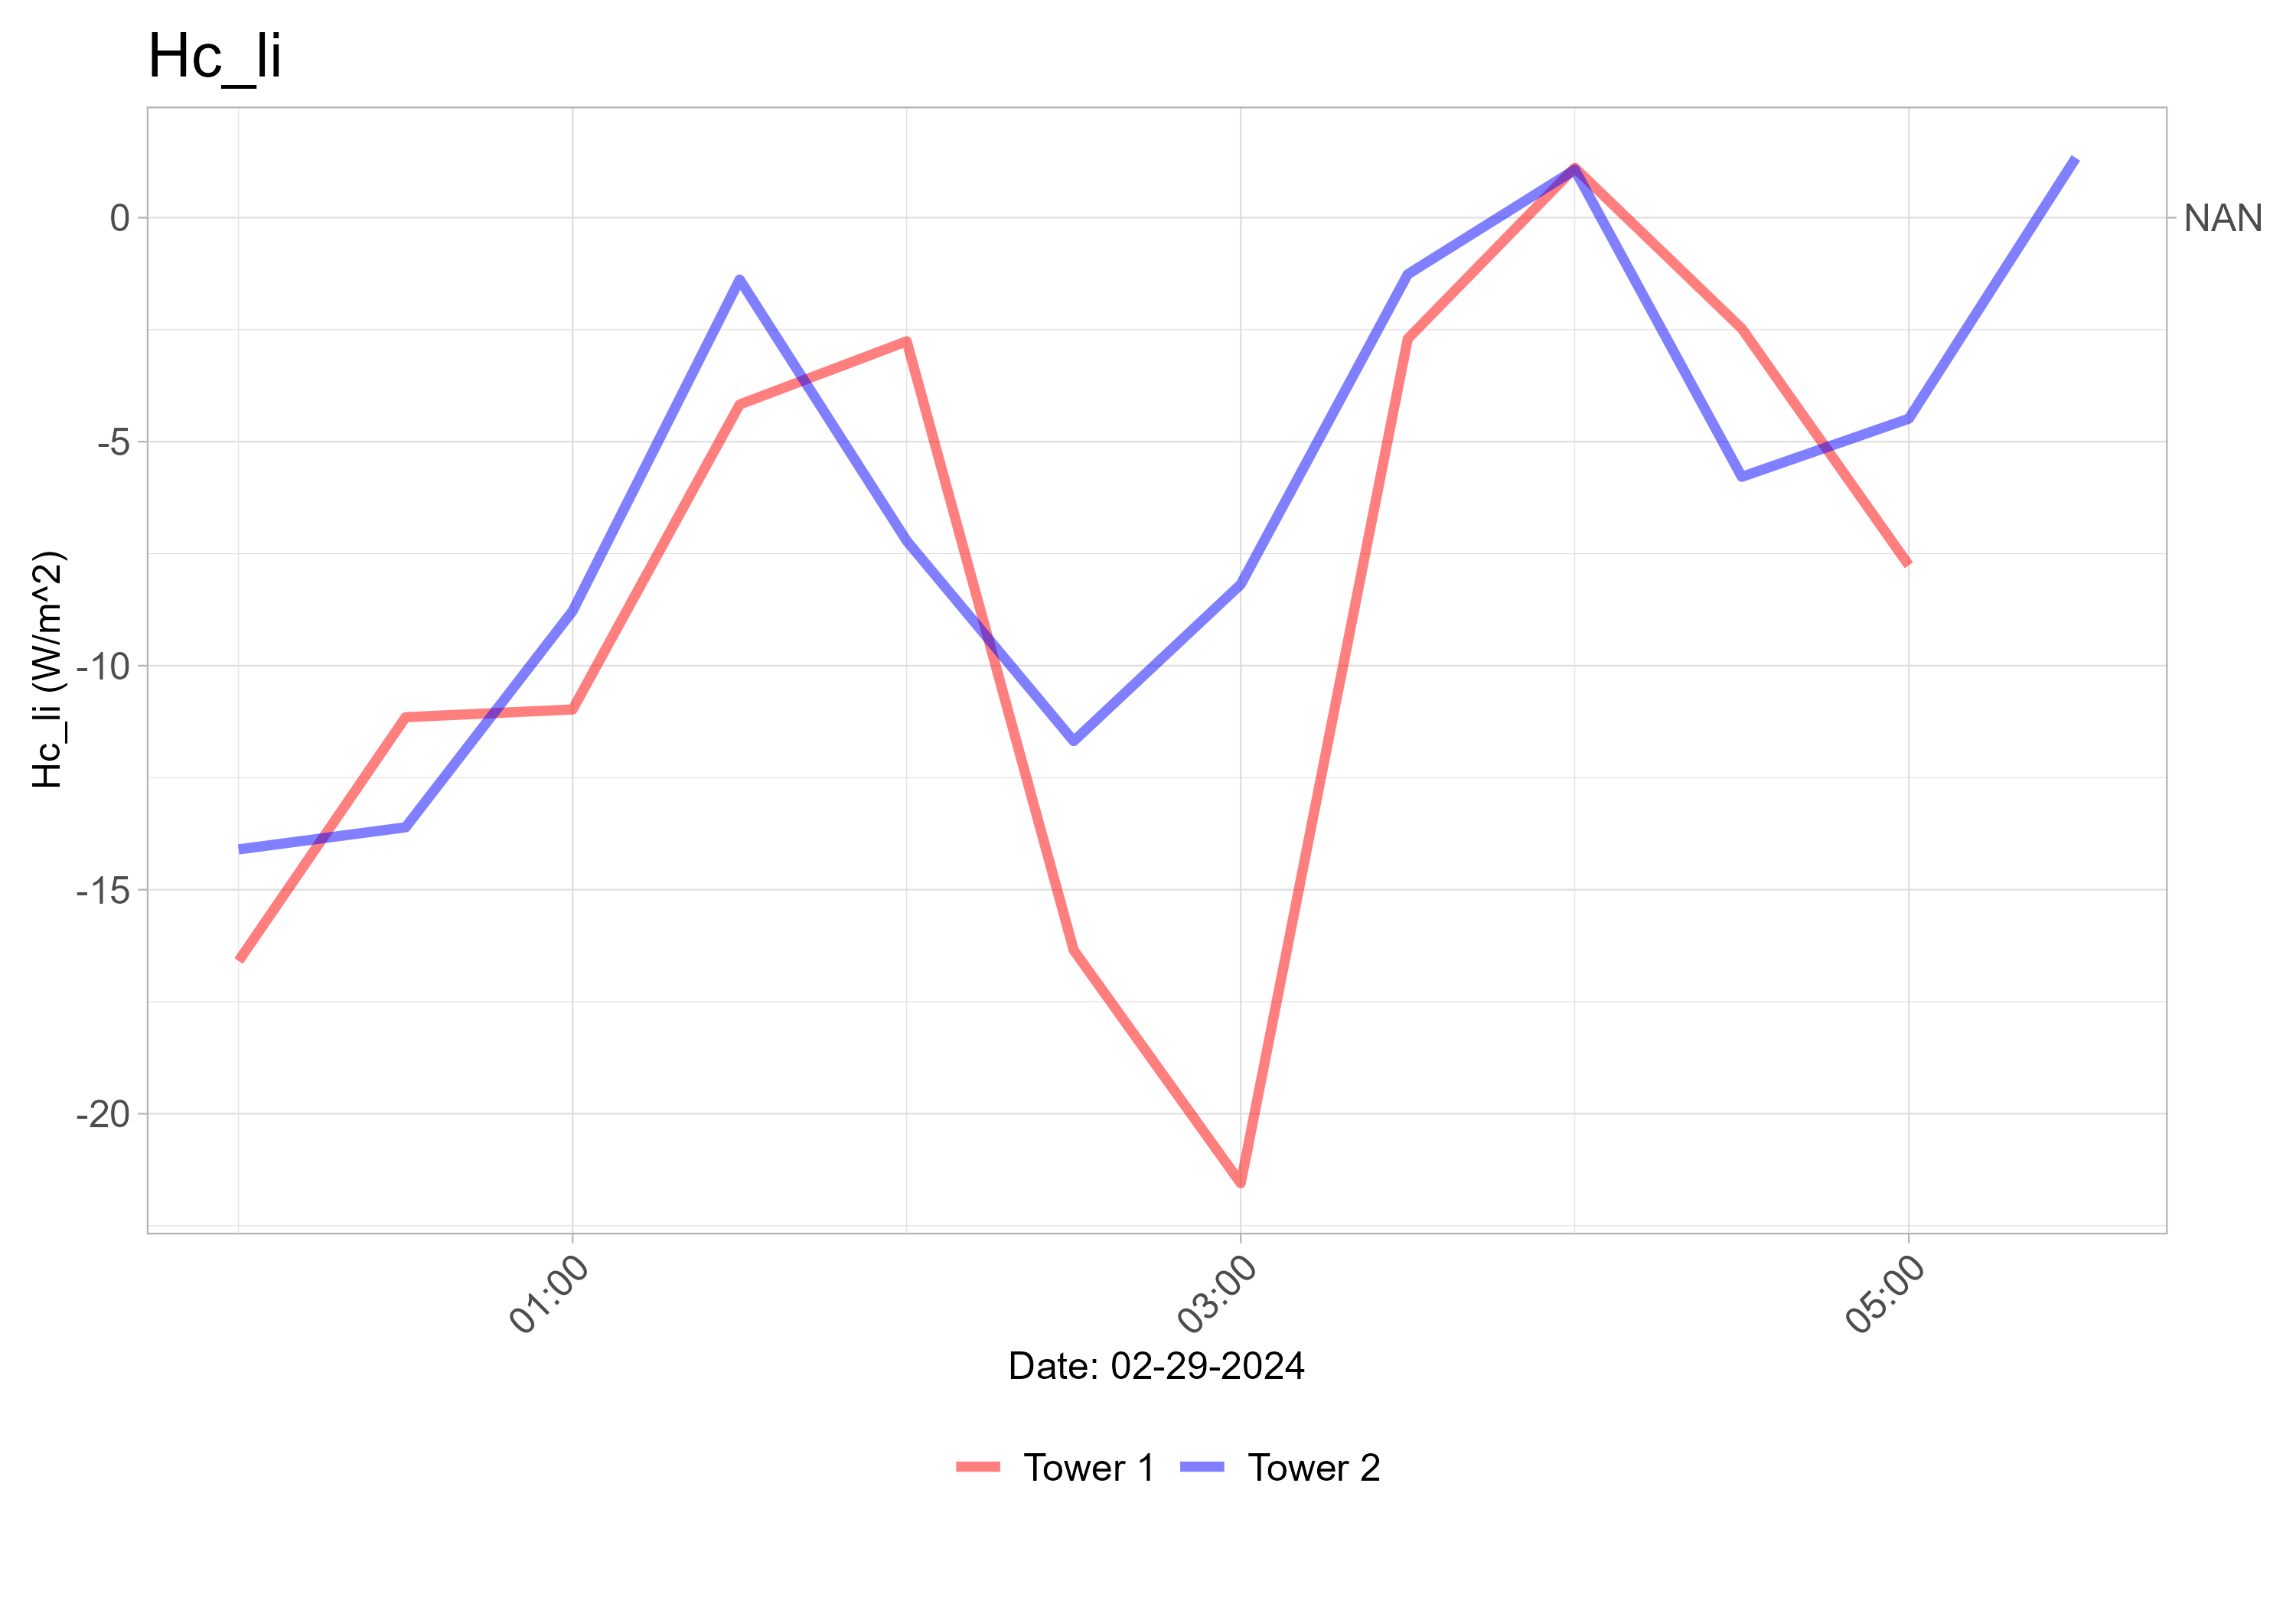 Hc_li
Hc_li (W/m^2)
0
-5
-10
-15
-20
NAN
01:00
03:00
05:00
Date: 02-29-2024
Tower 1
Tower 2